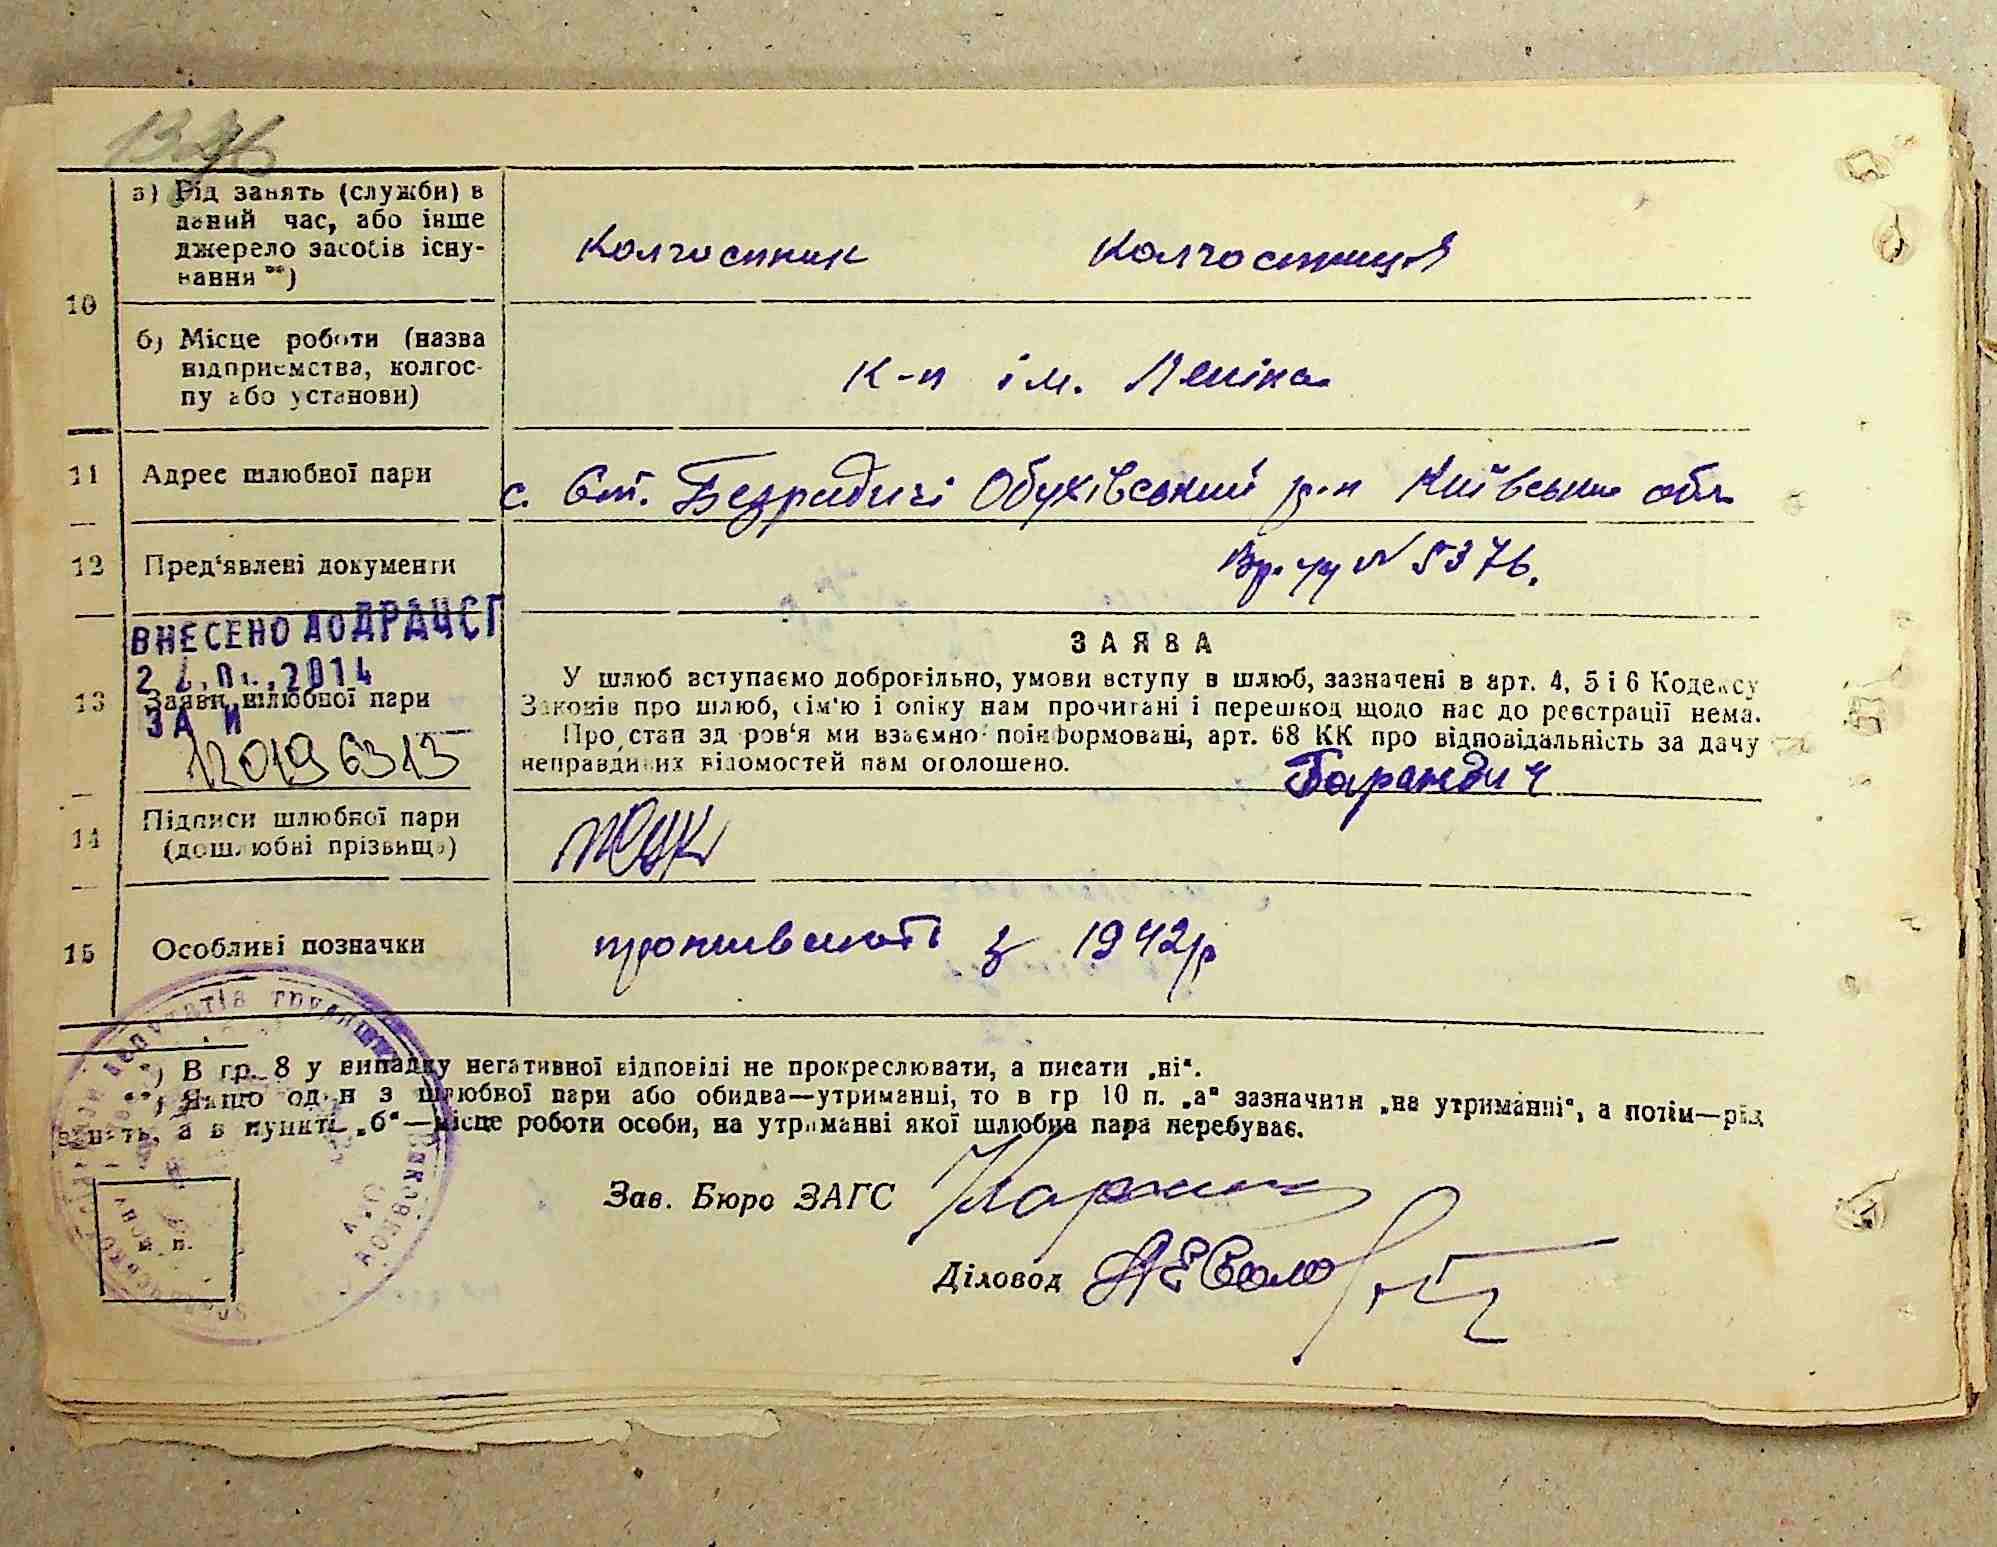 а) Рід занять (служби) в
даний час, або інше
джерело засобів існу-
вання **)
Колгоспник Колгоспниця
10
б) Місце роботи (назва
підприємства, колгос-
пу або установи)
к-п ім. Леніна
11 Адрес шлюбної пари
с. Ст. Безрадичі Обухівський р-н Київська обл
12 Пред'явлені документи
№ 5376.
ВНЕСЕНО ДО ДРАЦСГ
2014
13 Заяви шлюбної пари
ЗА №
120196313
ЗАЯВА
У шлюб вступаємо добровільно, умови вступу в шлюб, зазначені в арт. 4, 5 і 6 Кодексу
Законів про шлюб, сім'ю і опіку нам прочитані і перешкод щодо нас до реєстрації нема.
Про стан здоров'я ми взаємно поінформовані, арт. 68 КК про відповідальність за дачу
неправдивих відомостей нам оголошено.
Барандич
14 Підписи шлюбної пари
(дошлюбні прізвища)
Жук
15 Особливі позначки
проживають з 1942р
*) В гр. 8 у випадку негативної відповіді не прокреслювати, а писати „ні“.
**) Якщо один з шлюбної пари або обидва—утриманці, то в гр 10 п. „а“ зазначити „на утриманні“, а потім—рід
занять, а в пункті „б“—місце роботи особи, на утриманні якої шлюбна пара перебуває.
Зав. Бюро ЗАГС
Діловод